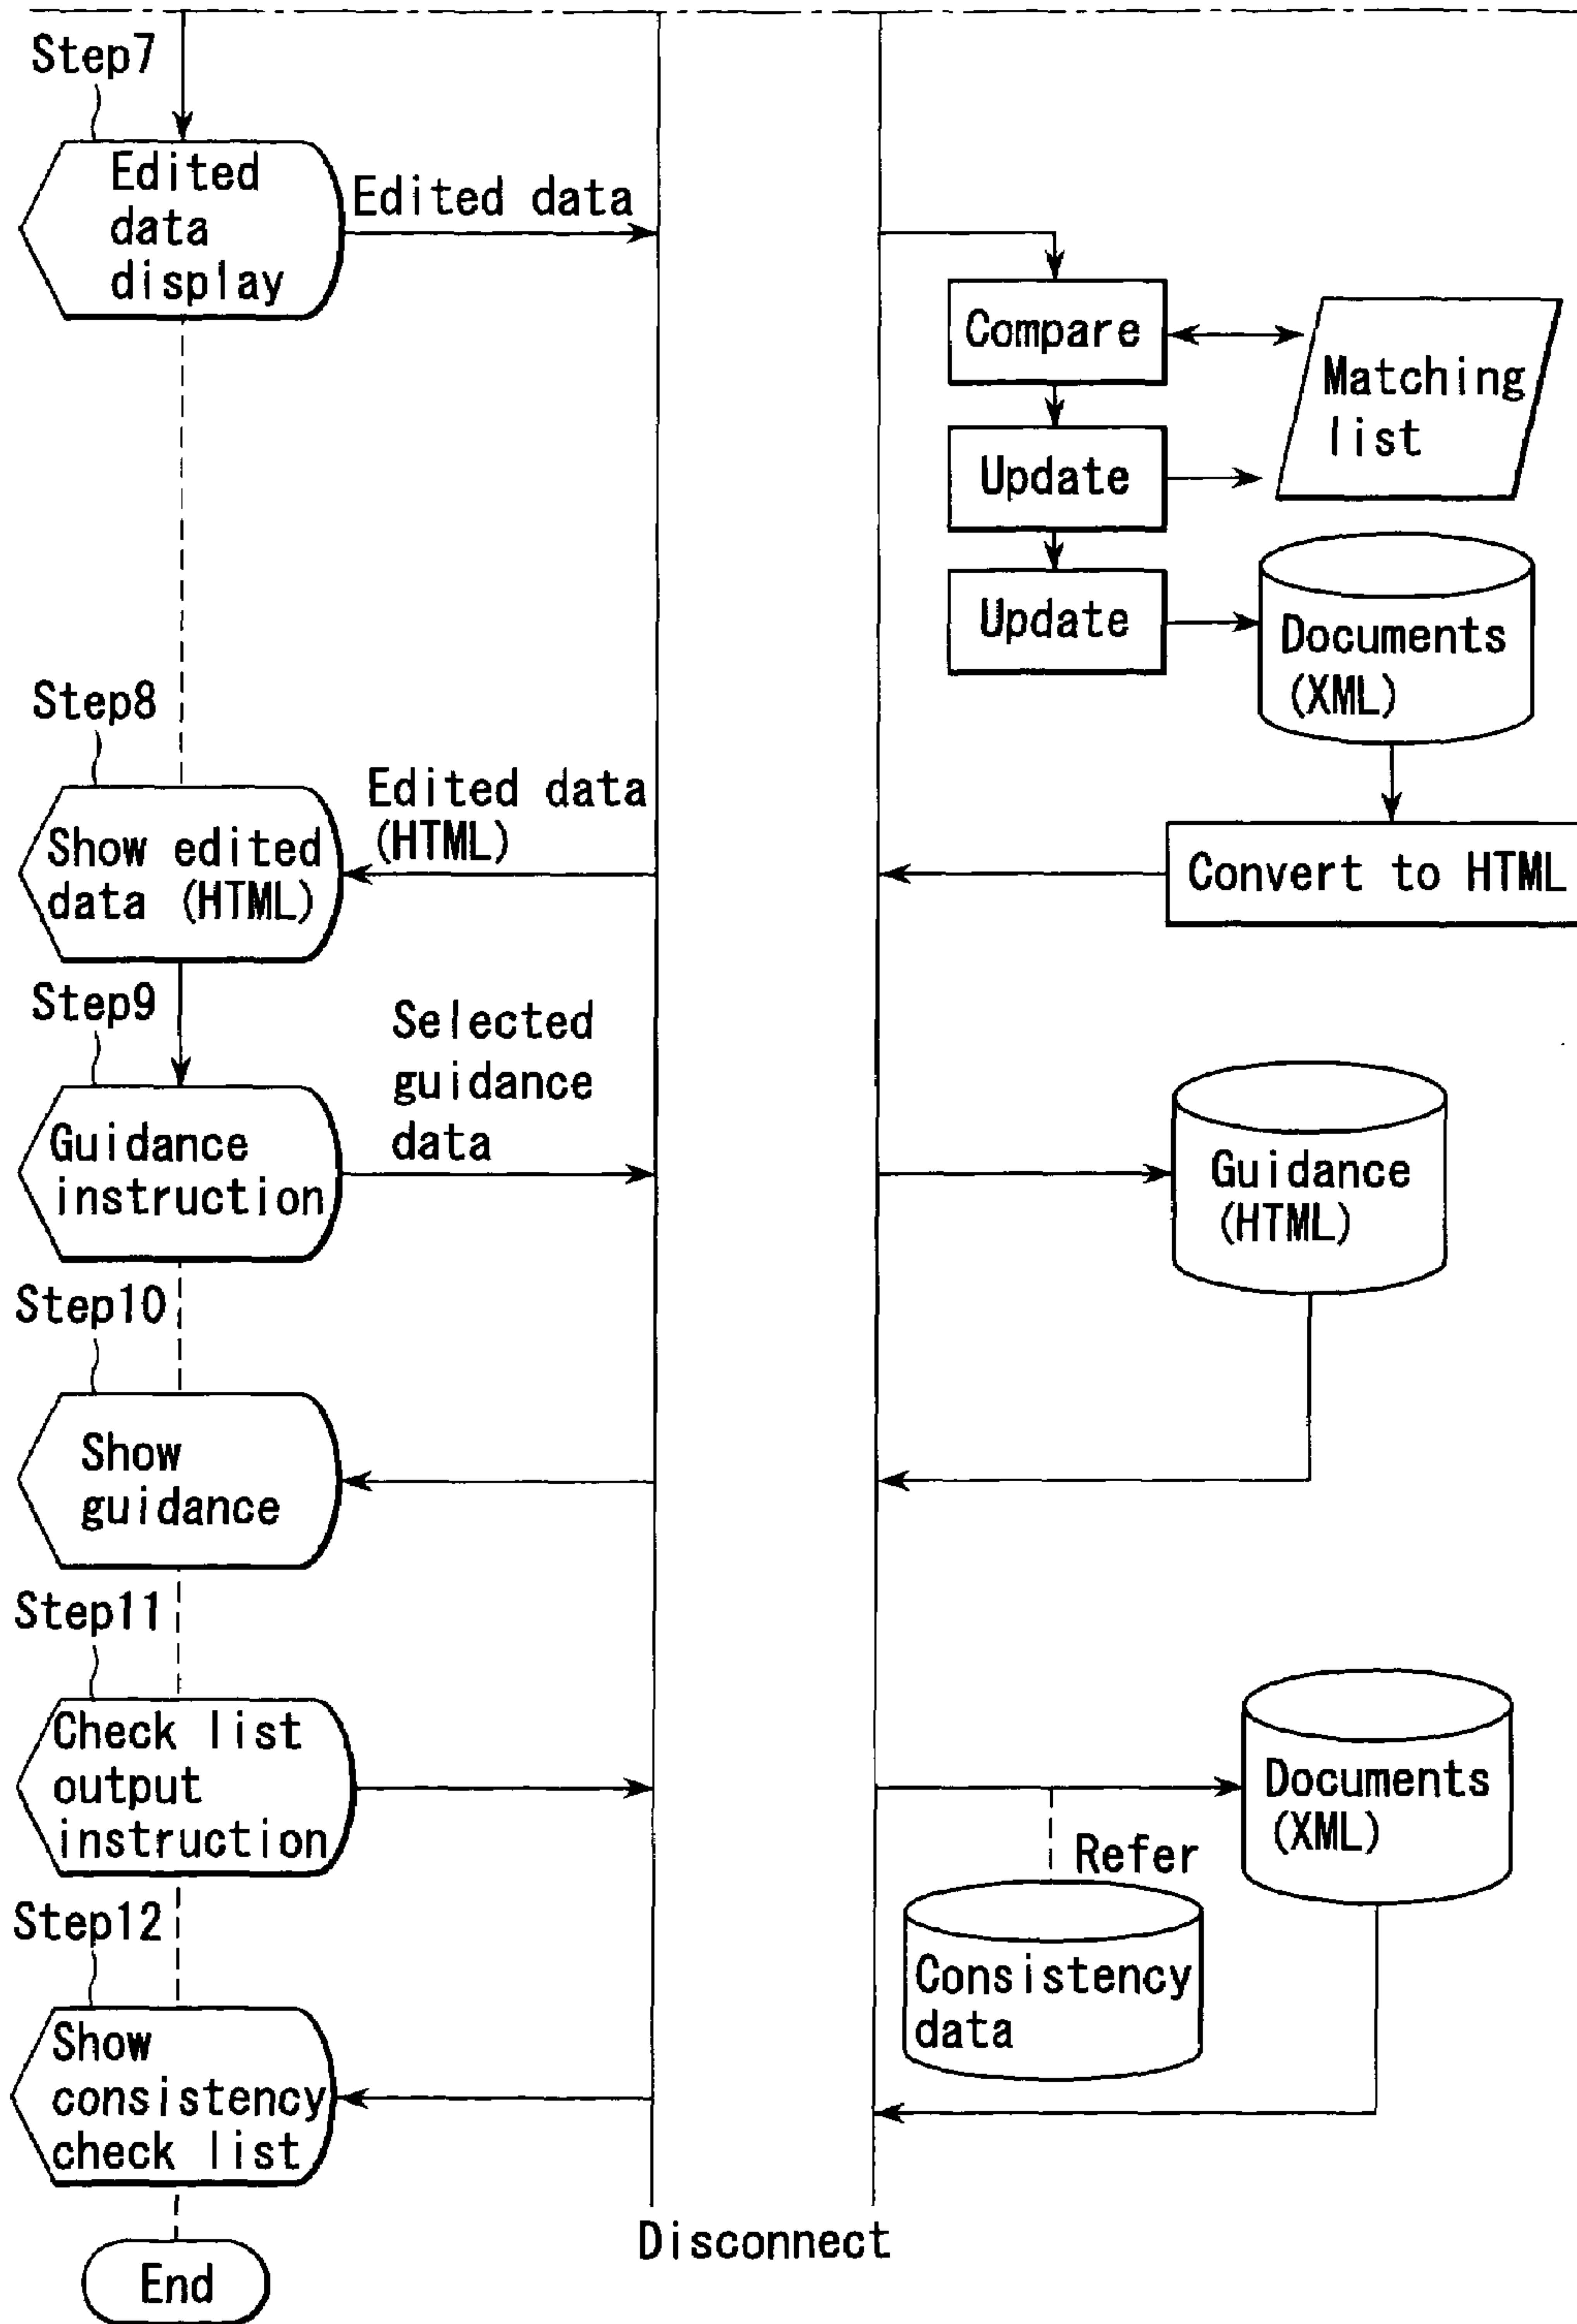 Step7
Edited
data
display
Edited data
Compare
Matching
list
Update
Update
Documents
(XML)
Step8
Show edited
data (HTML)
Edited data
(HTML)
Convert to HTML
Step9
Guidance
instruction
Selected
guidance
data
Guidance
(HTML)
Step10
Show
guidance
Step11
Check list
output
instruction
Documents
(XML)
Refer
Consistency
data
Step12
Show
consistency
check list
Disconnect
End